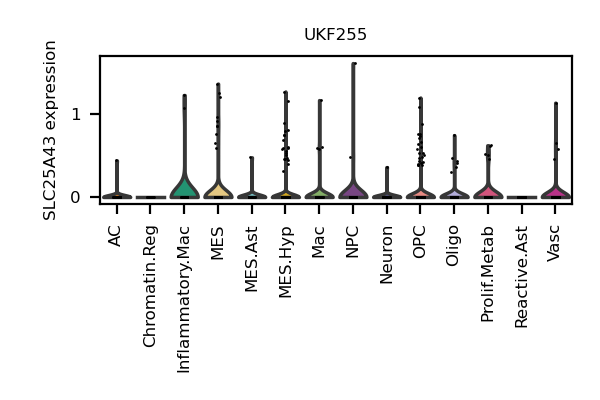 UKF255
SLC25A43 expression
1
0
AC
Chromatin.Reg
Inflammatory.Mac
MES
MES.Ast
MES.Hyp
Mac
NPC
Neuron
OPC
Oligo
Prolif.Metab
Reactive.Ast
Vasc